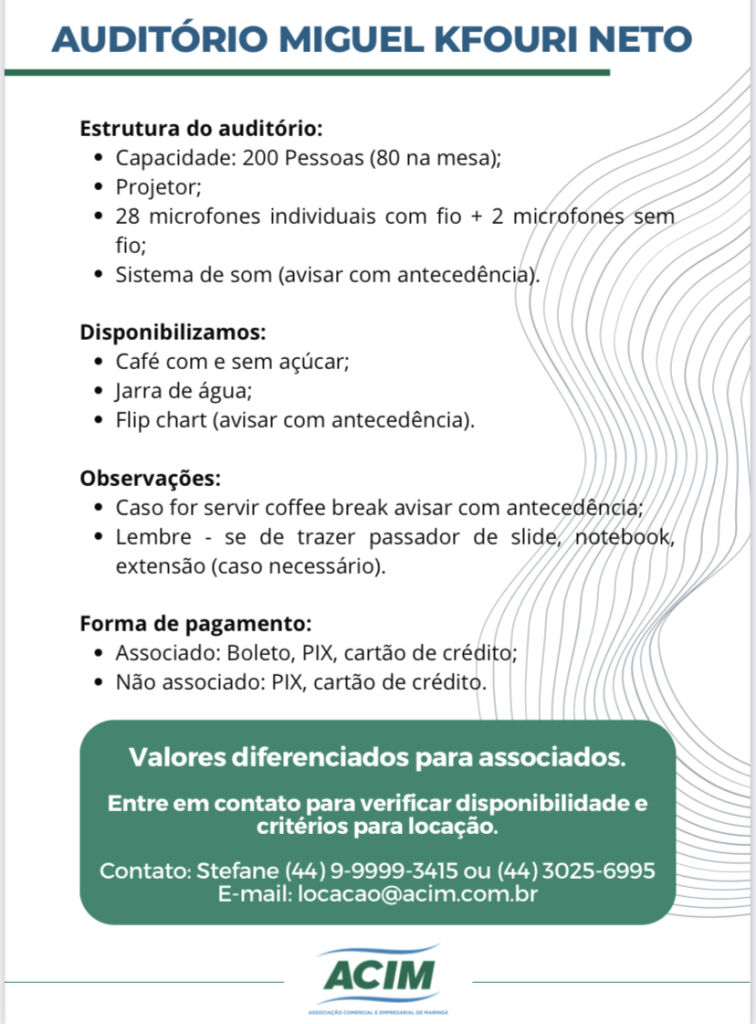 AUDITÓRIO MIGUEL KFOURI NETO
Estrutura do auditório:
• Capacidade: 200 Pessoas (80 na mesa);
• Projetor;
• 28 microfones individuais com fio + 2 microfones sem
fio;
• Sistema de som (avisar com antecedência).
Disponibilizamos:
• Café com e sem açúcar;
• Jarra de água;
• Flip chart (avisar com antecedência).
Observações:
• Caso for servir coffee break avisar com antecedência;
• Lembre - se de trazer passador de slide, notebook,
extensão (caso necessário).
Forma de pagamento:
• Associado: Boleto, PIX, cartão de crédito;
• Não associado: PIX, cartão de crédito.
Valores diferenciados para associados.
Entre em contato para verificar disponibilidade e
critérios para locação.
Contato: Stefane (44) 9-9999-3415 ou (44) 3025-6995
E-mail: locacao@acim.com.br
ACIM
ASSOCIAÇÃO COMERCIAL E EMPRESARIAL DE MARINGÁ